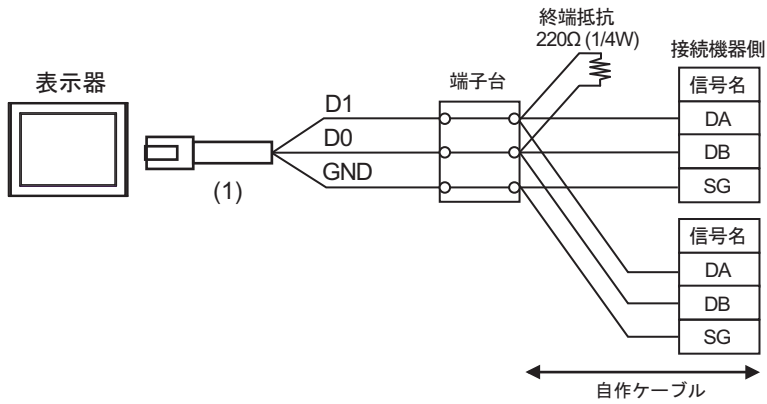 終端抵抗
220Ω (1/4W)
接続機器側
表示器
端子台
信号名
D1
DA
D0
DB
GND
SG
(1)
信号名
DA
DB
SG
自作ケーブル